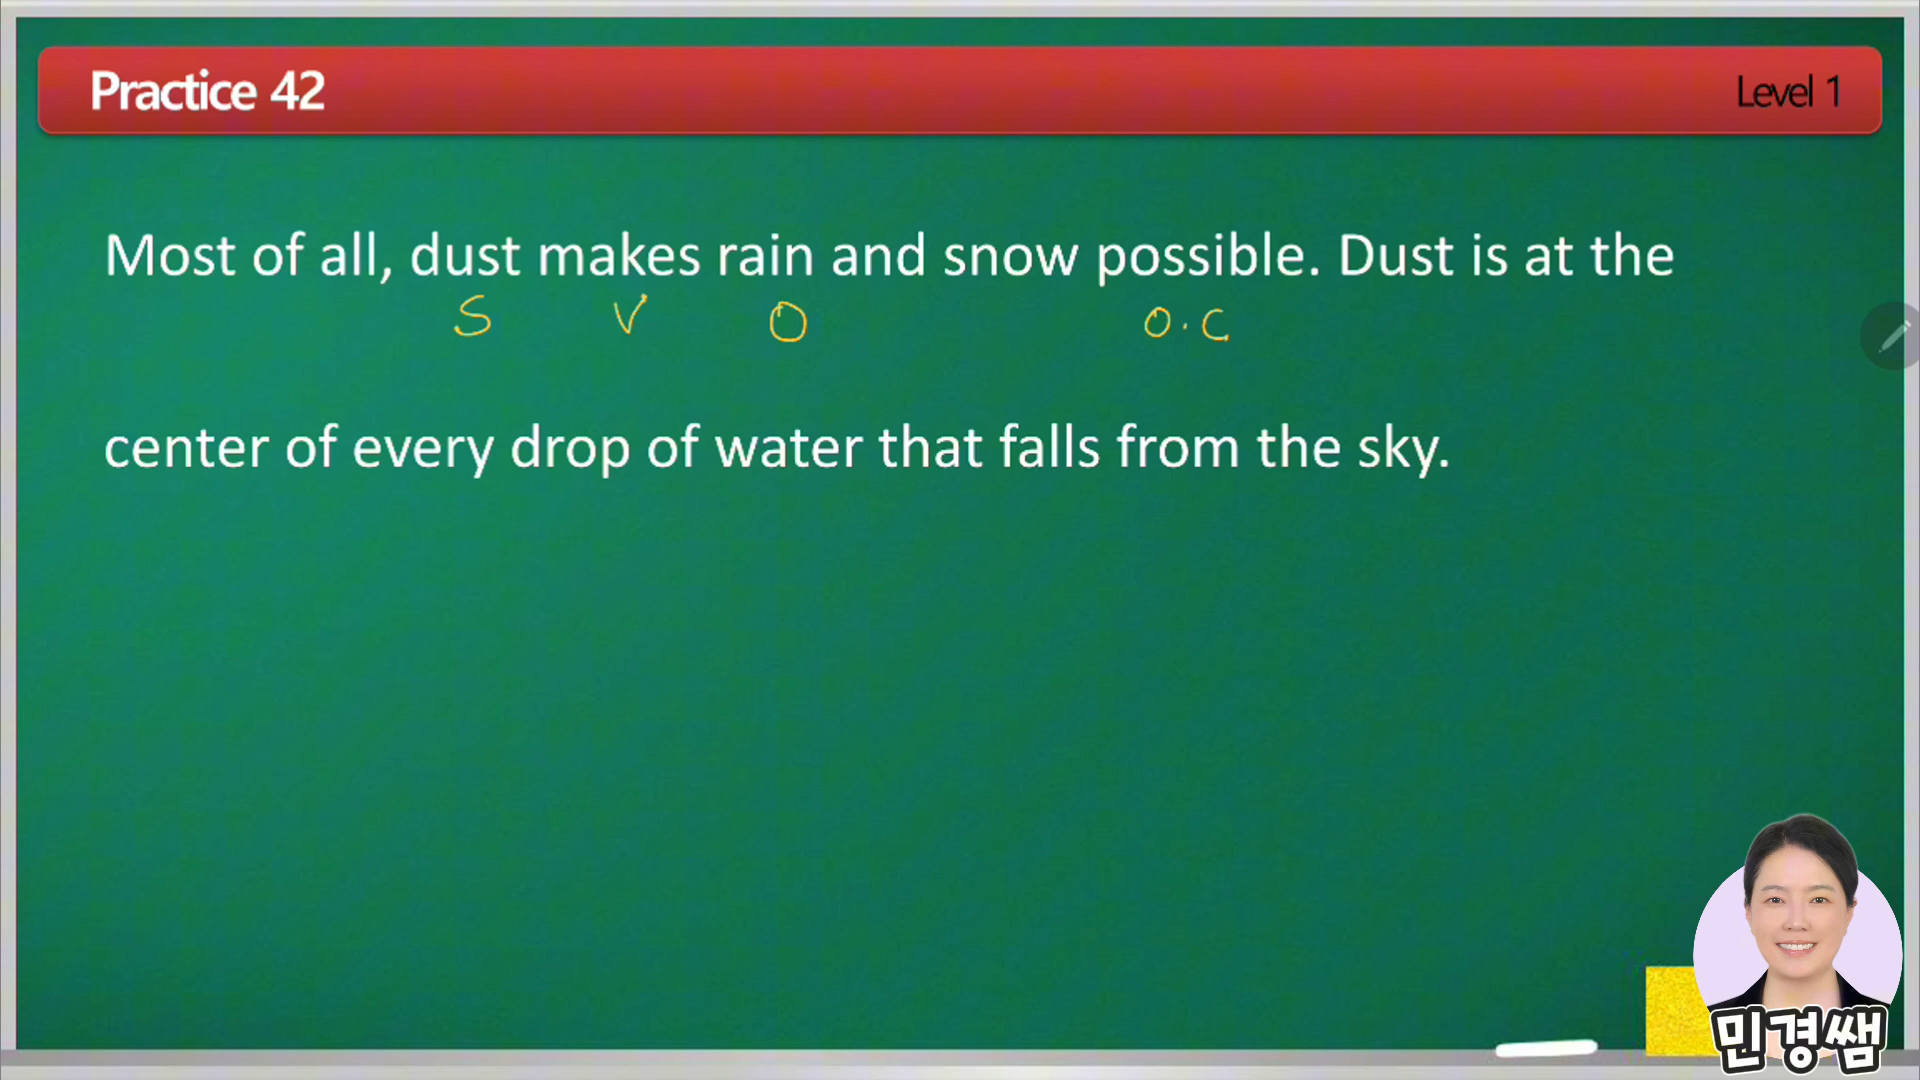 Practice 42
Level 1
Most of all, dust makes rain and snow possible. Dust is at the
S V O O.C
center of every drop of water that falls from the sky.
민경쌤